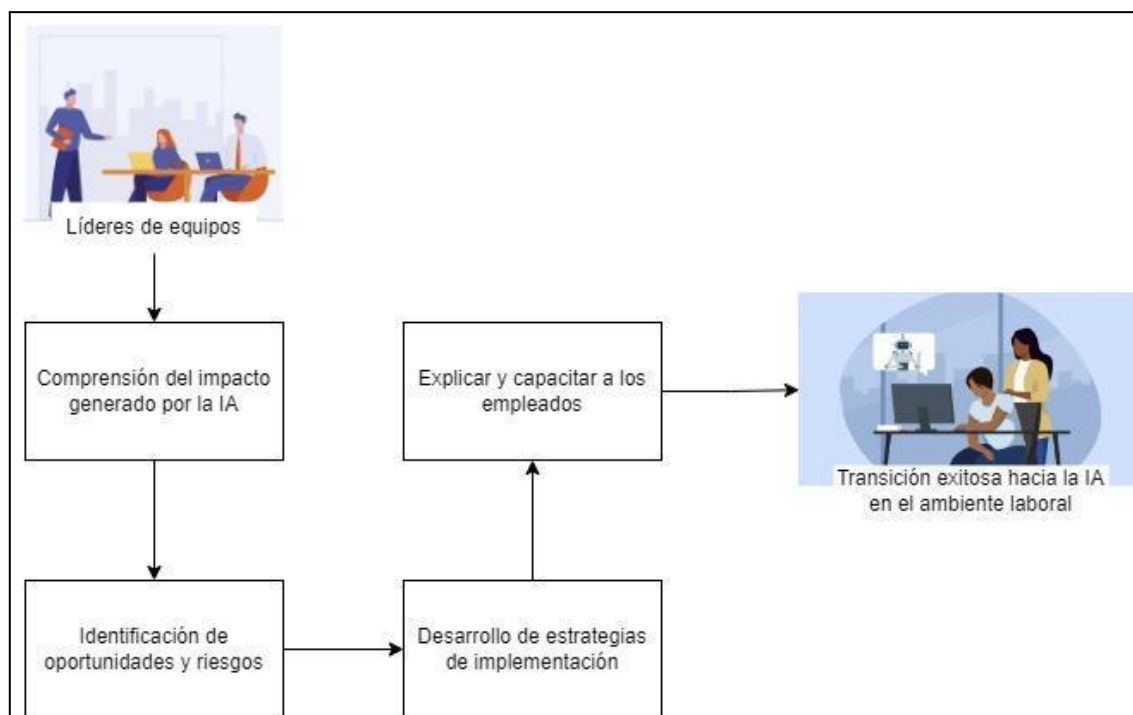 Líderes de equipos
Comprensión del impacto
generado por la IA
Identificación de
oportunidades y riesgos
Desarrollo de estrategias
de implementación
Explicar y capacitar a los
empleados
Transición exitosa hacia la IA
en el ambiente laboral